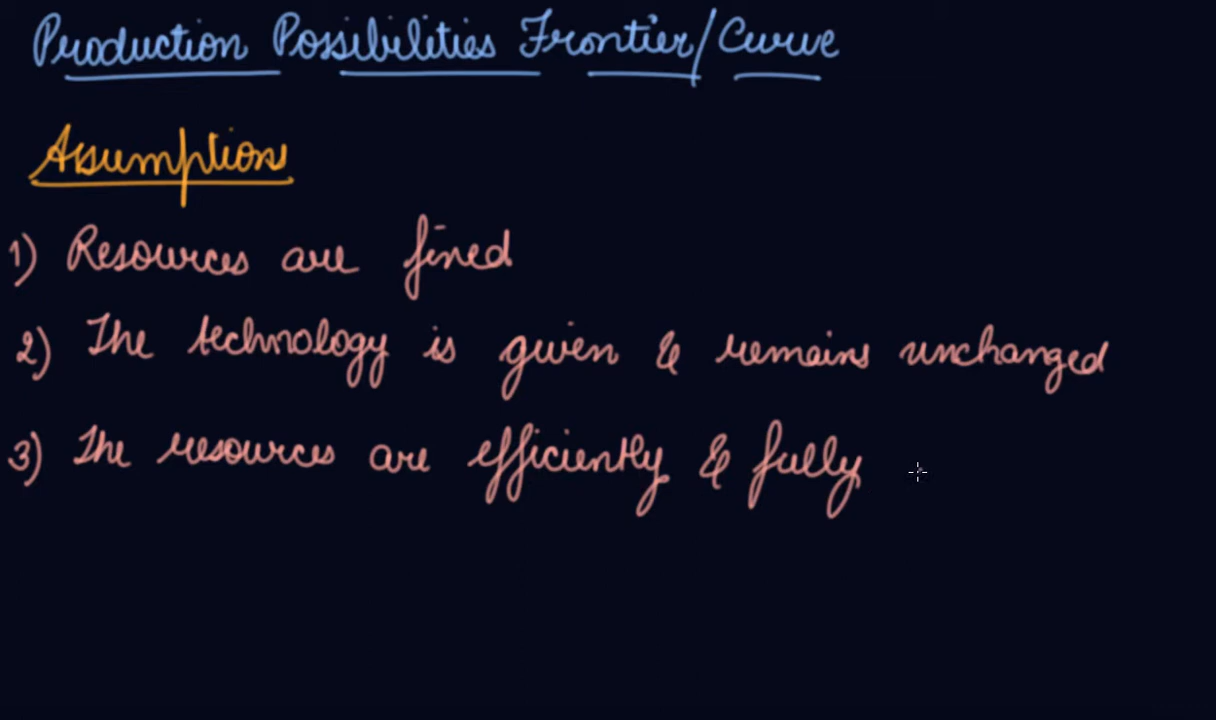 Production Possibilities Frontier/Curve
Assumptions
1) Resources are fixed
2) The technology is given & remains unchanged
3) The resources are efficiently & fully